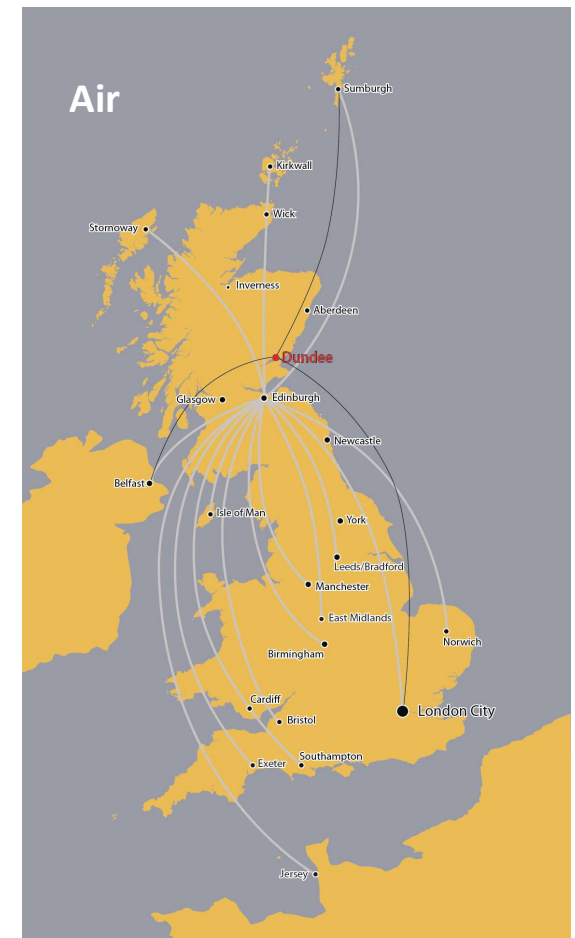 Air
Sumburgh
Kirkwall
Wick
Stornoway
Inverness
Aberdeen
Dundee
Glasgow
Edinburgh
Newcastle
Belfast
Isle of Man
York
Leeds/Bradford
Manchester
East Midlands
Norwich
Birmingham
Cardiff
London City
Bristol
Southampton
Exeter
Jersey